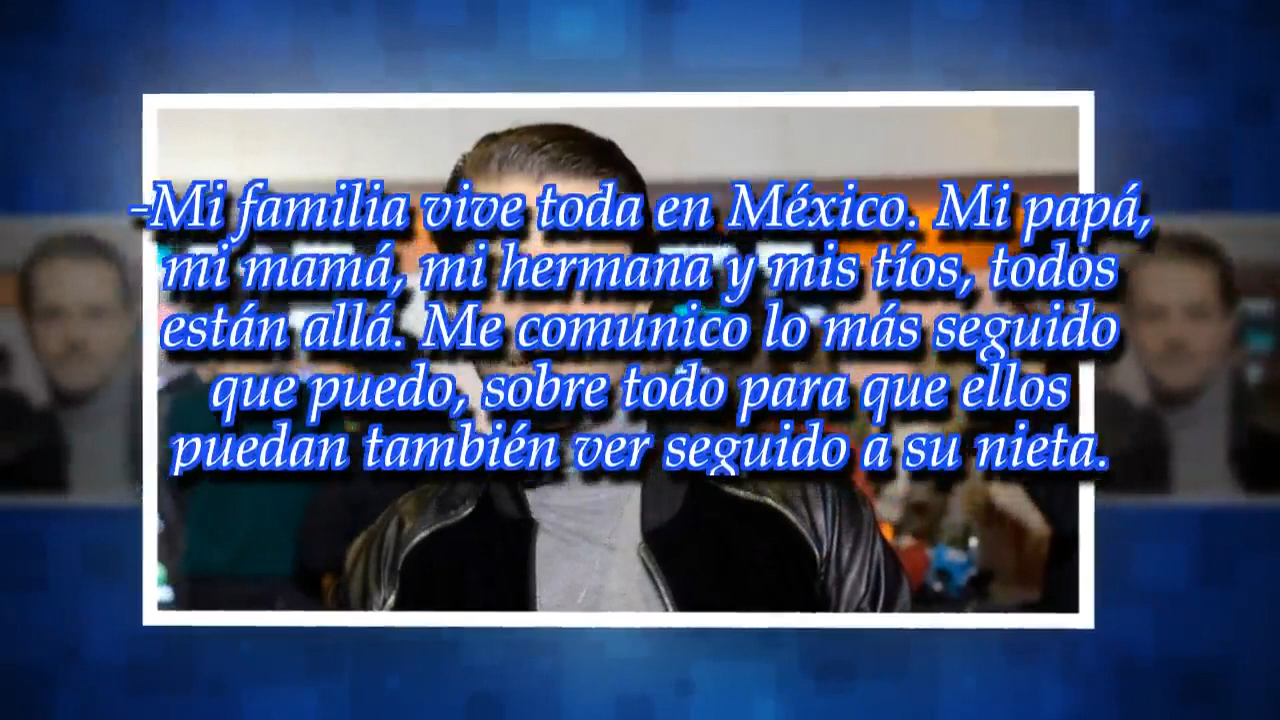 -Mi familia vive toda en México. Mi papá,
mi mamá, mi hermana y mis tíos, todos
están allá. Me comunico lo más seguido
que puedo, sobre todo para que ellos
puedan también ver seguido a su nieta.